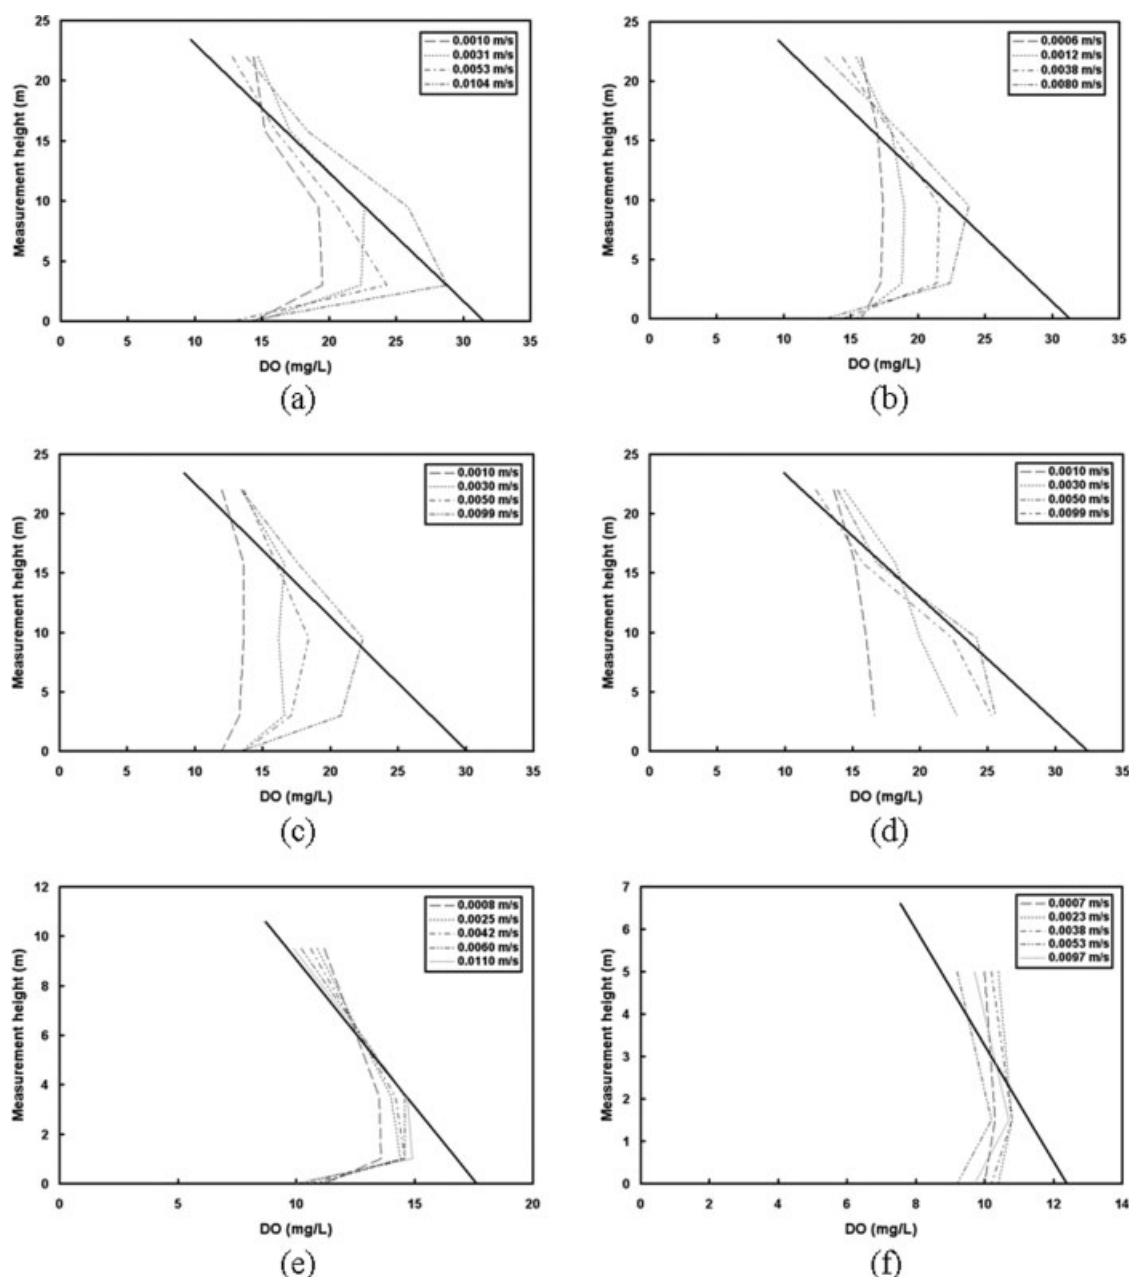 25
20
15
10
5
0
Measurement height (m)
0.0010 m/s
0.0031 m/s
0.0053 m/s
0.0104 m/s
0 5 10 15 20 25 30 35
DO (mg/L)
(a)
25
20
15
10
5
0
Measurement height (m)
0.0006 m/s
0.0012 m/s
0.0038 m/s
0.0080 m/s
0 5 10 15 20 25 30 35
DO (mg/L)
(b)
25
20
15
10
5
0
Measurement height (m)
0.0010 m/s
0.0030 m/s
0.0050 m/s
0.0099 m/s
0 5 10 15 20 25 30 35
DO (mg/L)
(c)
25
20
15
10
5
0
Measurement height (m)
0.0010 m/s
0.0030 m/s
0.0050 m/s
0.0099 m/s
0 5 10 15 20 25 30 35
DO (mg/L)
(d)
12
10
8
6
4
2
0
Measurement height (m)
0.0008 m/s
0.0025 m/s
0.0042 m/s
0.0060 m/s
0.0110 m/s
0 5 10 15 20
DO (mg/L)
(e)
7
6
5
4
3
2
1
0
Measurement height (m)
0.0007 m/s
0.0023 m/s
0.0038 m/s
0.0053 m/s
0.0097 m/s
0 2 4 6 8 10 12 14
DO (mg/L)
(f)